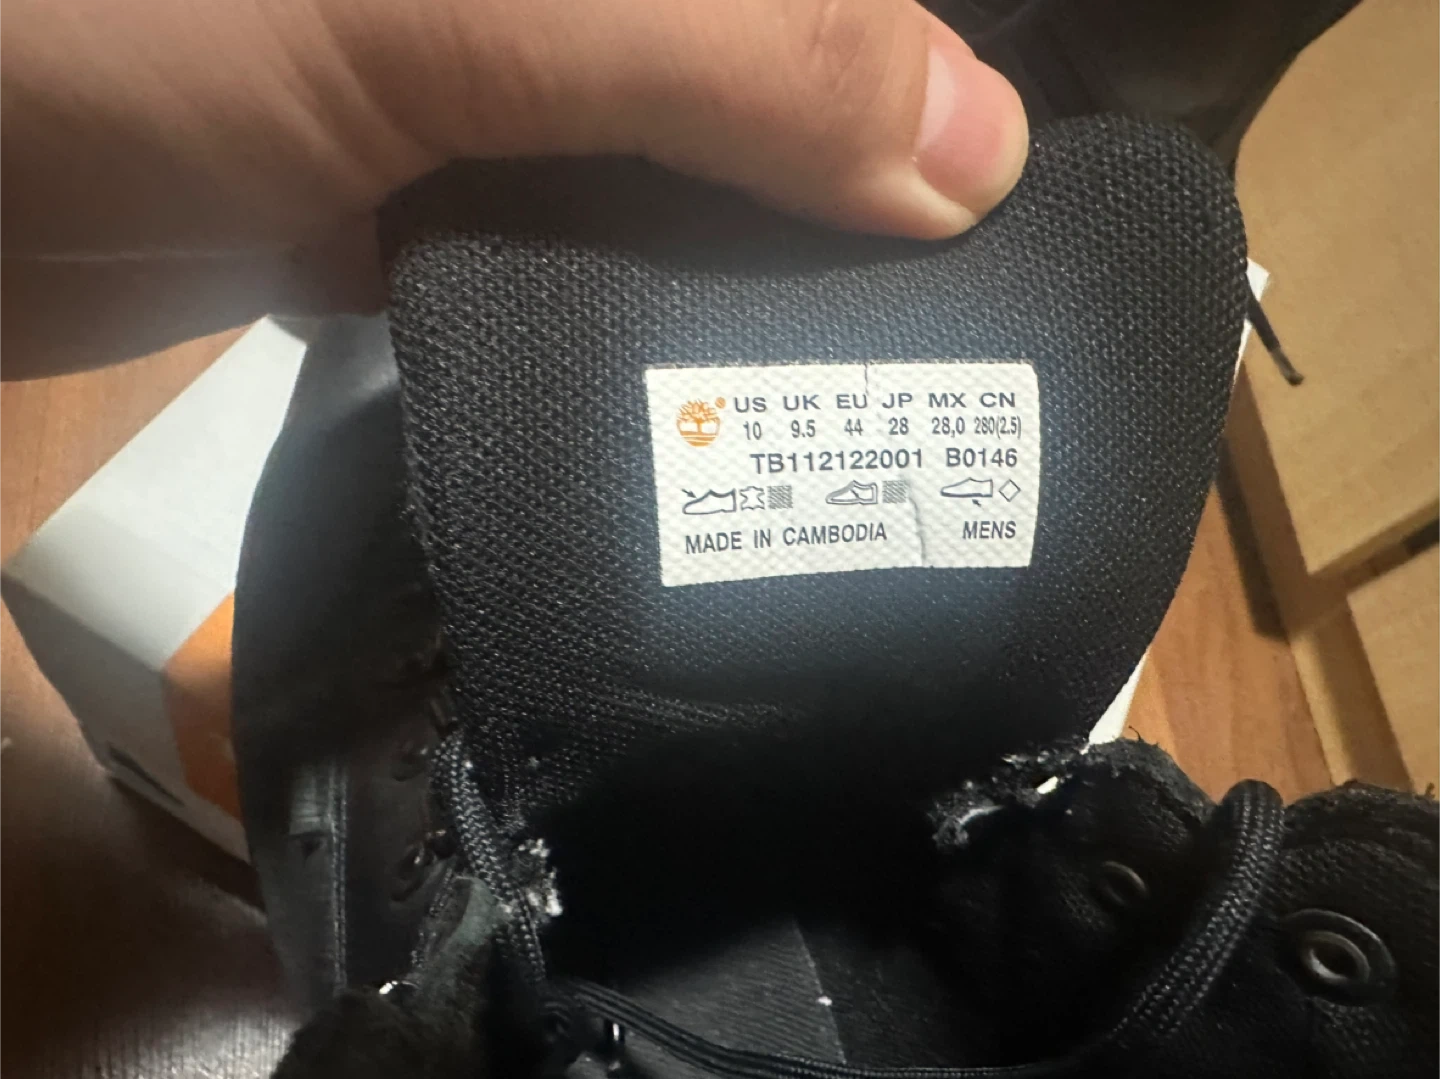 US UK EU JP MX CN
10 9.5 44 28 28,0 280(2.5)
TB112122001 B0146
MADE IN CAMBODIA MENS